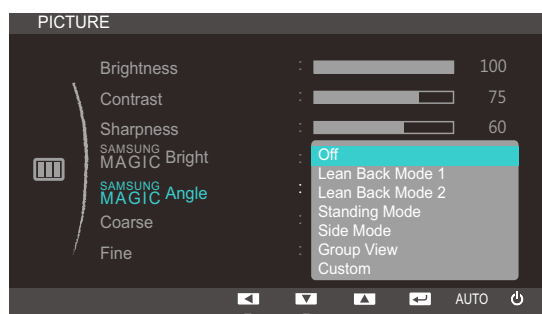 PICTURE
Brightness : 100
Contrast : 75
Sharpness : 60
SAMSUNG
MAGIC Bright :
SAMSUNG
MAGIC Angle :
Coarse :
Fine :
Off
Lean Back Mode 1
Lean Back Mode 2
Standing Mode
Side Mode
Group View
Custom
AUTO